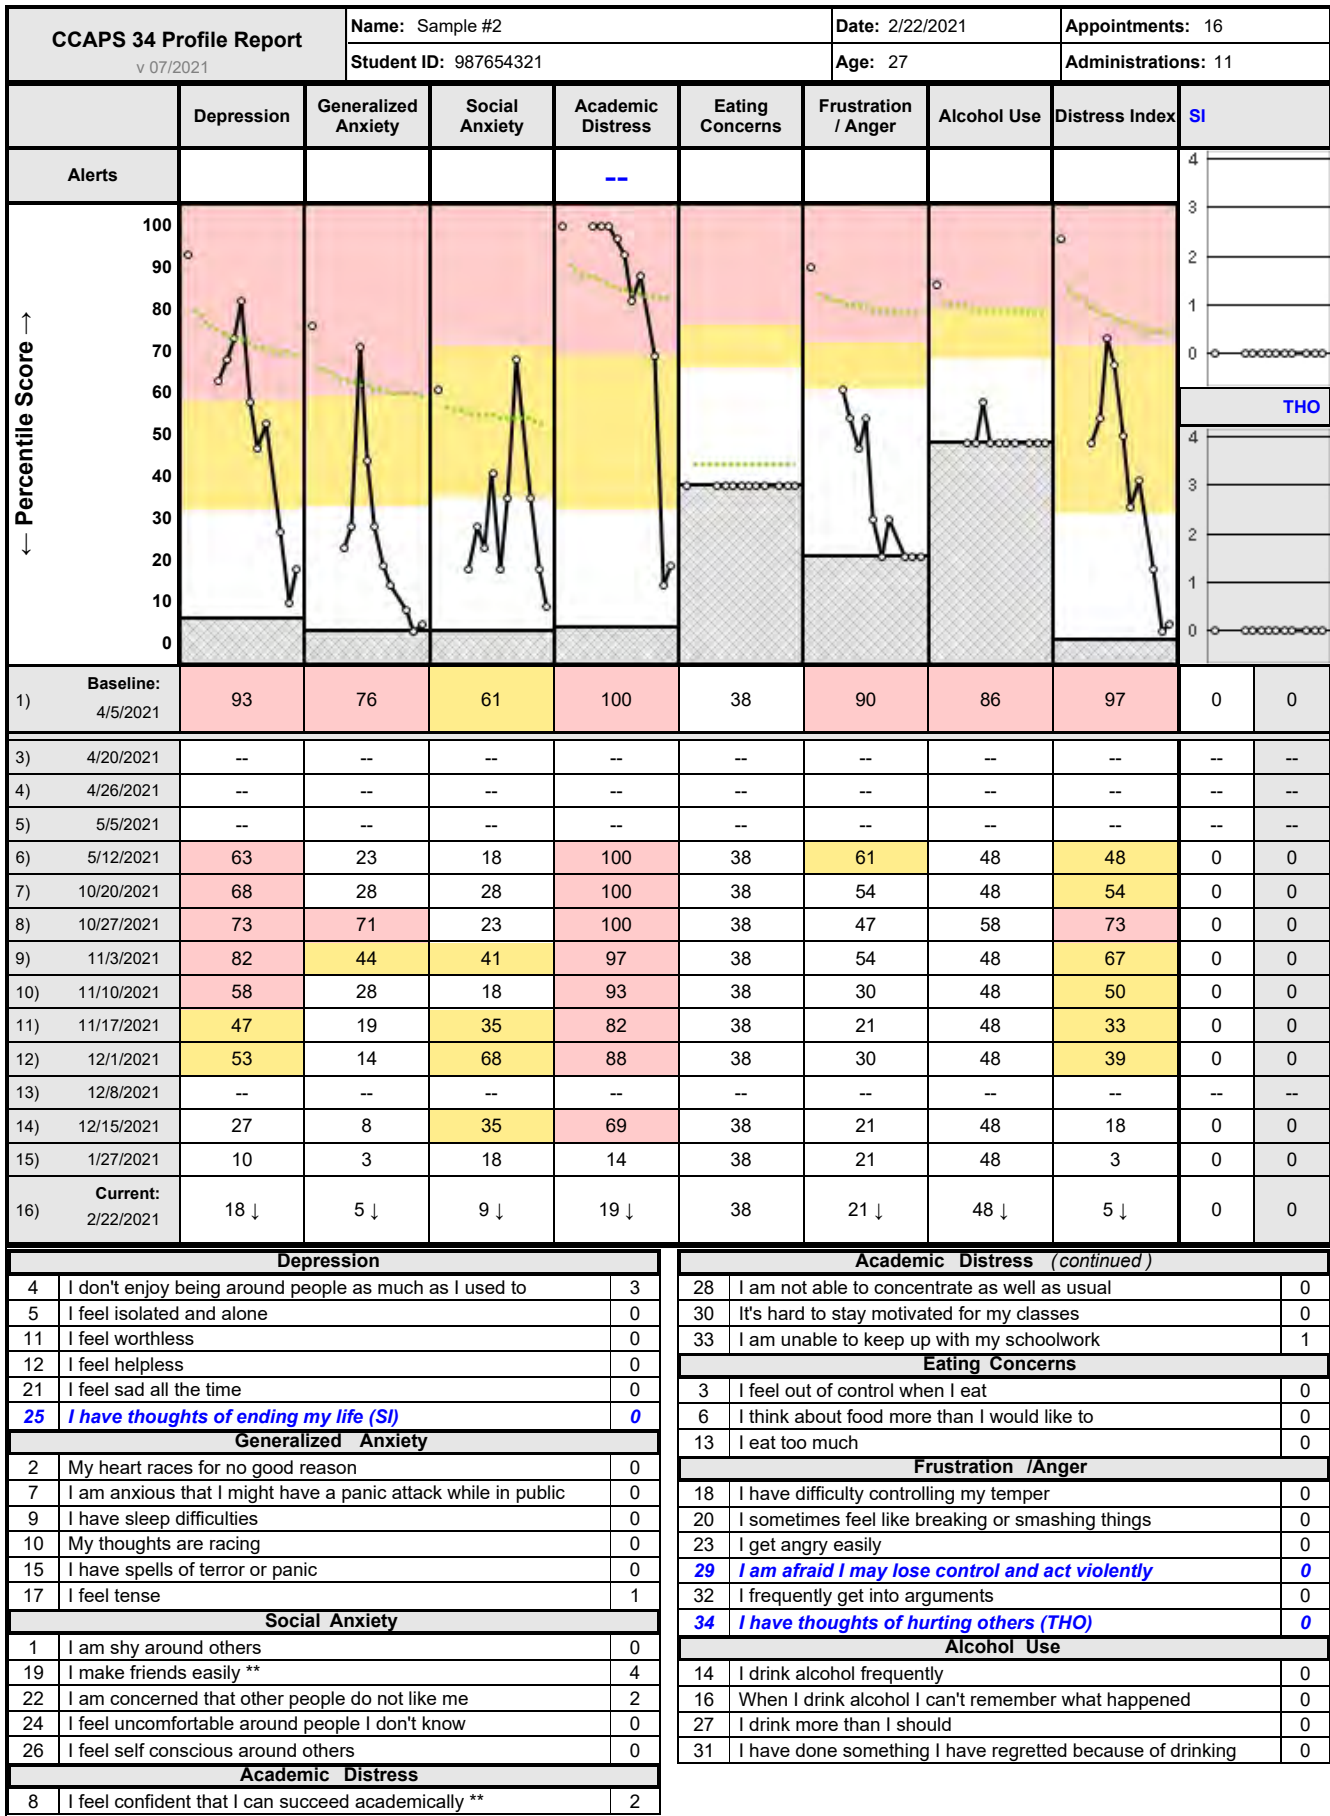 CCAPS 34 Profile Report
v 07/2021
Name: Sample #2
Date: 2/22/2021
Appointments: 16
Student ID: 987654321
Age: 27
Administrations: 11
Depression
Generalized Anxiety
Social Anxiety
Academic Distress
Eating Concerns
Frustration / Anger
Alcohol Use
Distress Index
SI
Alerts
--
← Percentile Score →
100
90
80
70
60
50
40
30
20
10
0
4
3
2
1
0
THO
4
3
2
1
0
1) Baseline: 4/5/2021 93 76 61 100 38 90 86 97 0 0
3) 4/20/2021 -- -- -- -- -- -- -- -- -- --
4) 4/26/2021 -- -- -- -- -- -- -- -- -- --
5) 5/5/2021 -- -- -- -- -- -- -- -- -- --
6) 5/12/2021 63 23 18 100 38 61 48 48 0 0
7) 10/20/2021 68 28 28 100 38 54 48 54 0 0
8) 10/27/2021 73 71 23 100 38 47 58 73 0 0
9) 11/3/2021 82 44 41 97 38 54 48 67 0 0
10) 11/10/2021 58 28 18 93 38 30 48 50 0 0
11) 11/17/2021 47 19 35 82 38 21 48 33 0 0
12) 12/1/2021 53 14 68 88 38 30 48 39 0 0
13) 12/8/2021 -- -- -- -- -- -- -- -- -- --
14) 12/15/2021 27 8 35 69 38 21 48 18 0 0
15) 1/27/2021 10 3 18 14 38 21 48 3 0 0
16) Current: 2/22/2021 18 ↓ 5 ↓ 9 ↓ 19 ↓ 38 21 ↓ 48 ↓ 5 ↓ 0 0
Depression
4 I don't enjoy being around people as much as I used to 3
5 I feel isolated and alone 0
11 I feel worthless 0
12 I feel helpless 0
21 I feel sad all the time 0
25 I have thoughts of ending my life (SI) 0
Generalized Anxiety
2 My heart races for no good reason 0
7 I am anxious that I might have a panic attack while in public 0
9 I have sleep difficulties 0
10 My thoughts are racing 0
15 I have spells of terror or panic 0
17 I feel tense 1
Social Anxiety
1 I am shy around others 0
19 I make friends easily ** 4
22 I am concerned that other people do not like me 2
24 I feel uncomfortable around people I don't know 0
26 I feel self conscious around others 0
Academic Distress
8 I feel confident that I can succeed academically ** 2
Academic Distress (continued)
28 I am not able to concentrate as well as usual 0
30 It's hard to stay motivated for my classes 0
33 I am unable to keep up with my schoolwork 1
Eating Concerns
3 I feel out of control when I eat 0
6 I think about food more than I would like to 0
13 I eat too much 0
Frustration /Anger
18 I have difficulty controlling my temper 0
20 I sometimes feel like breaking or smashing things 0
23 I get angry easily 0
29 I am afraid I may lose control and act violently 0
32 I frequently get into arguments 0
34 I have thoughts of hurting others (THO) 0
Alcohol Use
14 I drink alcohol frequently 0
16 When I drink alcohol I can't remember what happened 0
27 I drink more than I should 0
31 I have done something I have regretted because of drinking 0